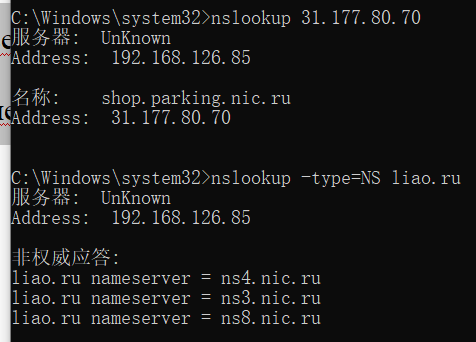 C:\Windows\system32>nslookup 31.177.80.70
服务器:  UnKnown
Address:  192.168.126.85
名称:    shop.parking.nic.ru
Address:  31.177.80.70
C:\Windows\system32>nslookup -type=NS liao.ru
服务器:  UnKnown
Address:  192.168.126.85
非权威应答:
liao.ru nameserver = ns4.nic.ru
liao.ru nameserver = ns3.nic.ru
liao.ru nameserver = ns8.nic.ru